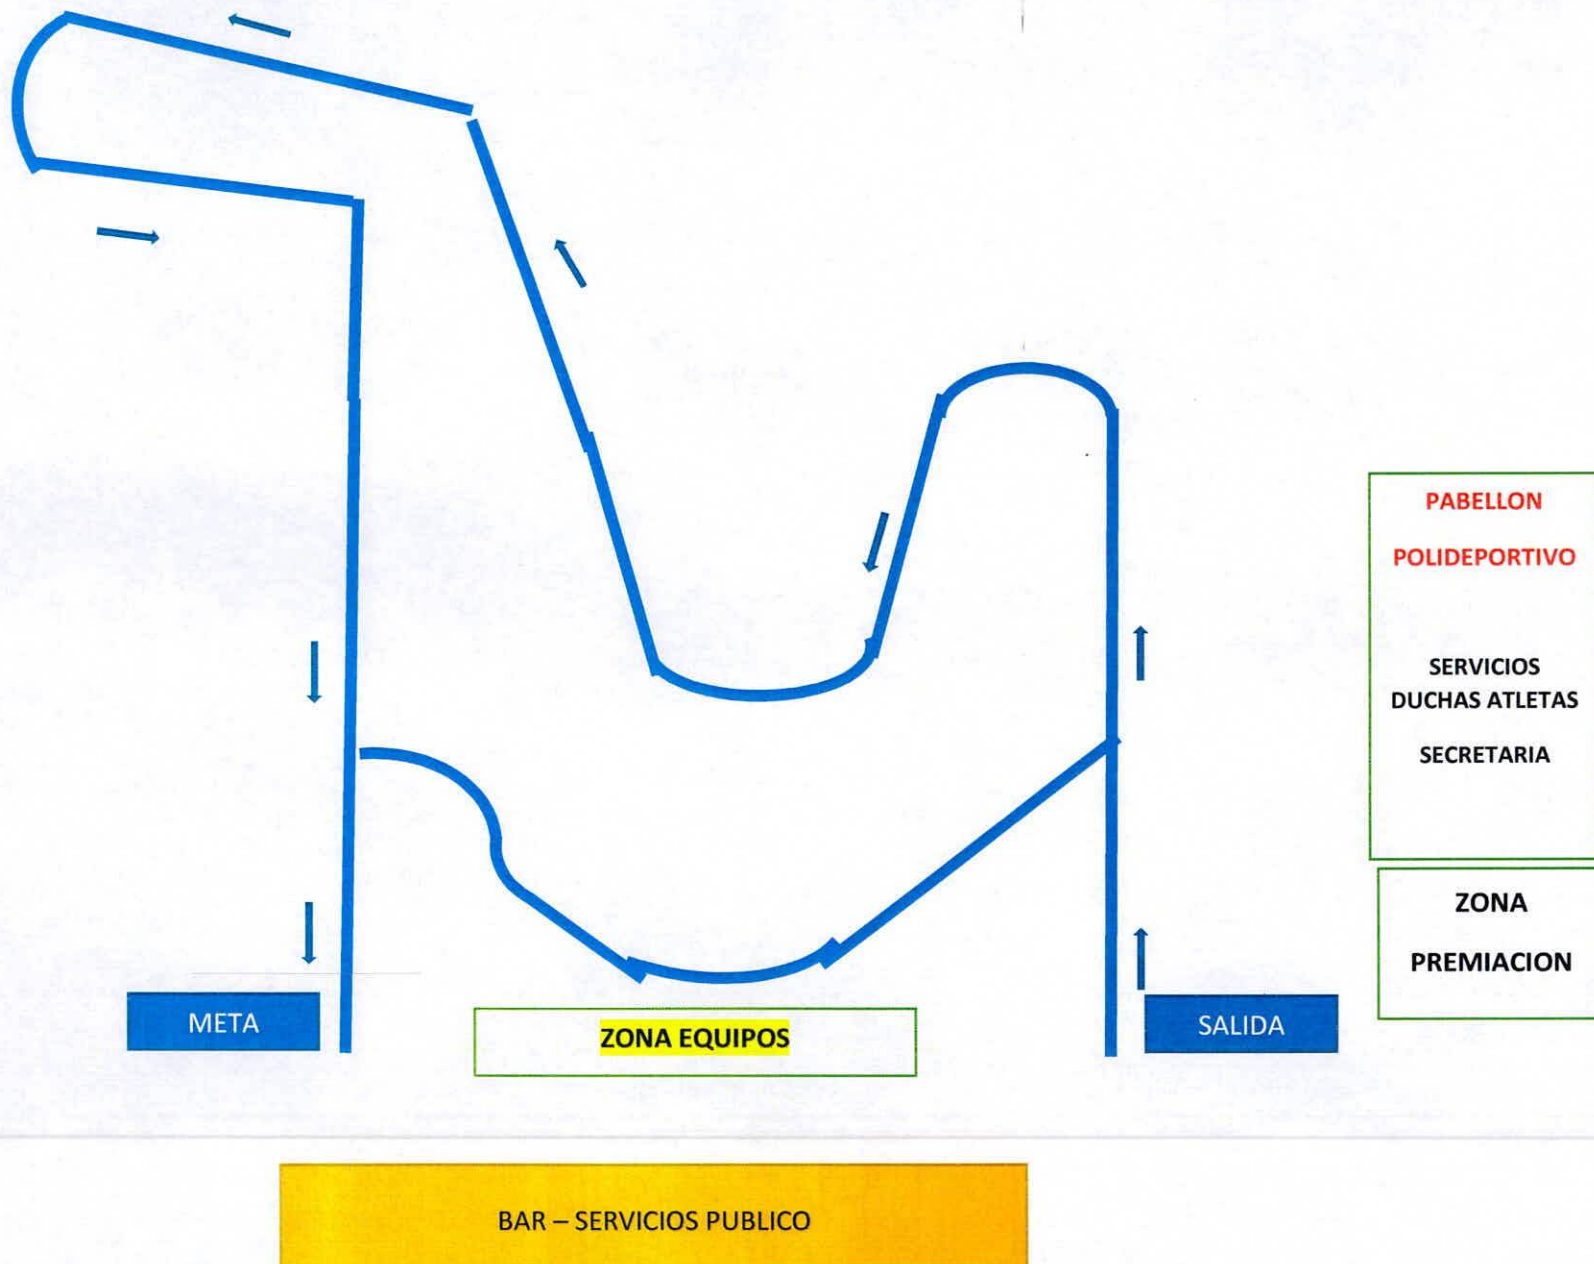 PABELLON
POLIDEPORTIVO
SERVICIOS
DUCHAS ATLETAS
SECRETARIA
ZONA
PREMIACION
META
ZONA EQUIPOS
SALIDA
BAR – SERVICIOS PUBLICO